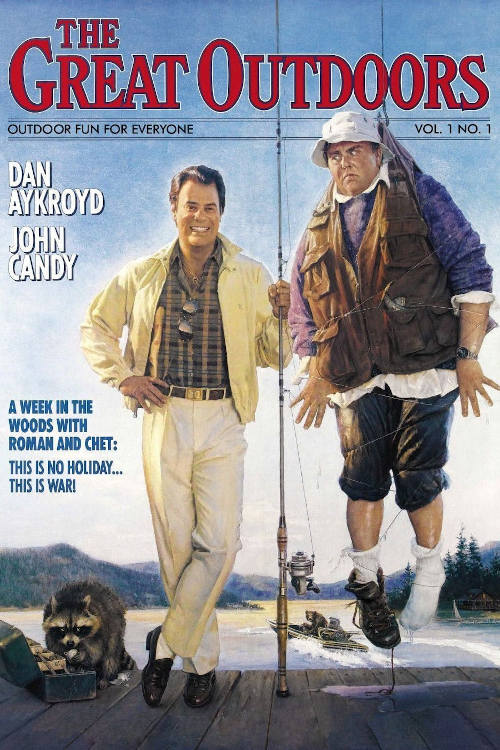 THE
GREAT OUTDOORS
OUTDOOR FUN FOR EVERYONE
VOL. 1 NO. 1
DAN
AYKROYD
JOHN
CANDY
A WEEK IN THE
WOODS WITH
ROMAN AND CHET:
THIS IS NO HOLIDAY...
THIS IS WAR!